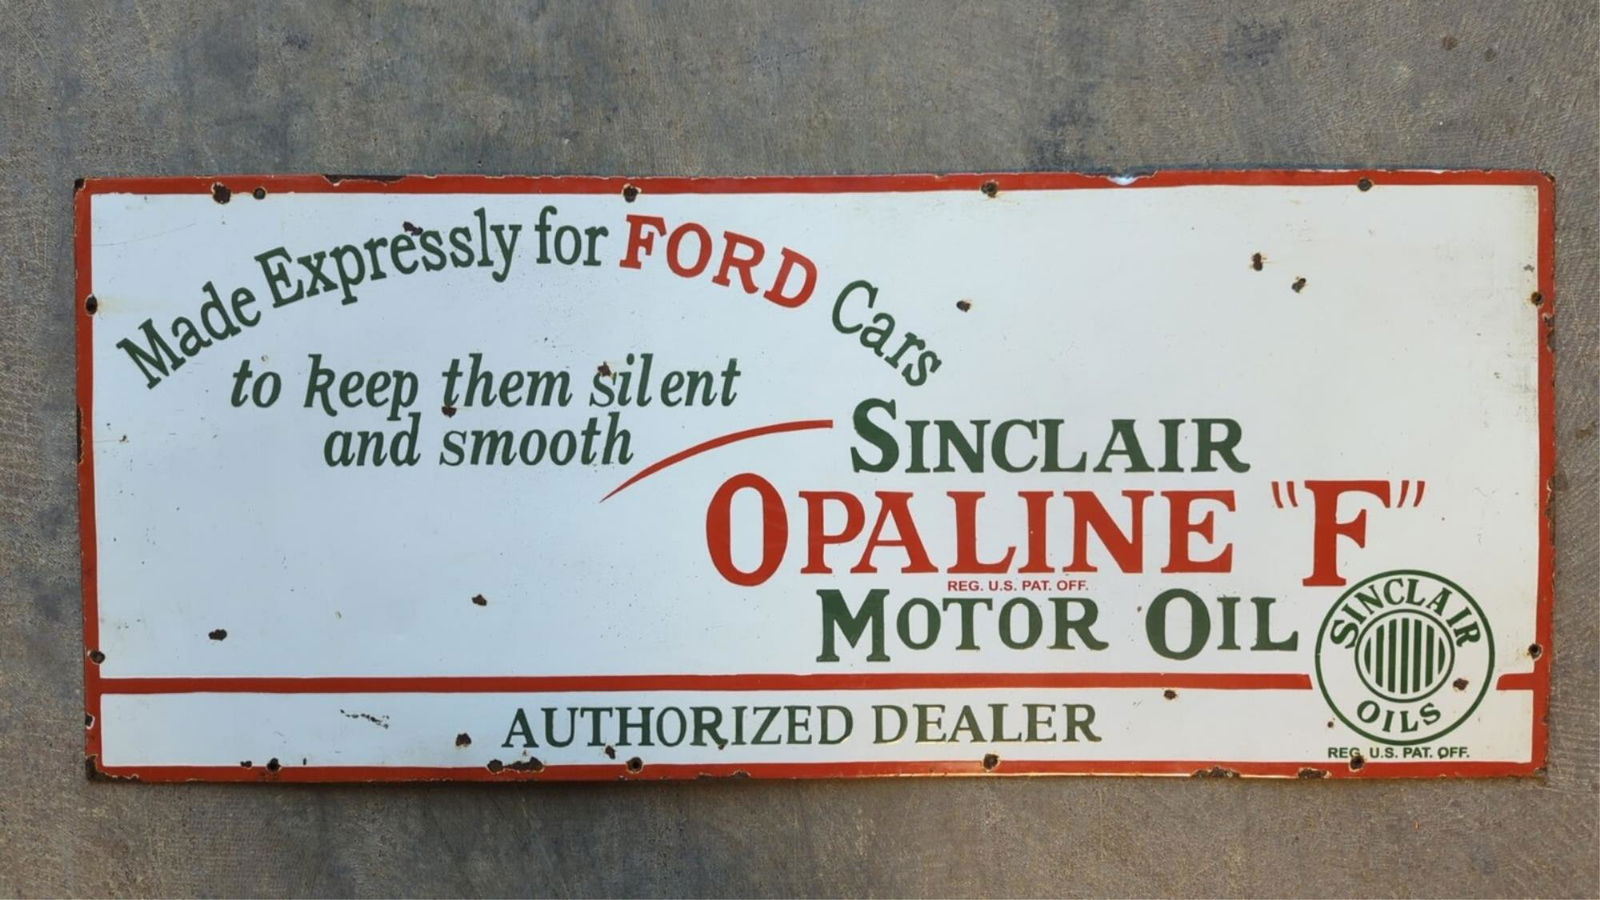 Made Expressly for FORD Cars
to keep them silent
and smooth
SINCLAIR
OPALINE "F"
REG. U.S. PAT. OFF.
MOTOR OIL
SINCLAIR
OILS
REG. U.S. PAT. OFF.
AUTHORIZED DEALER